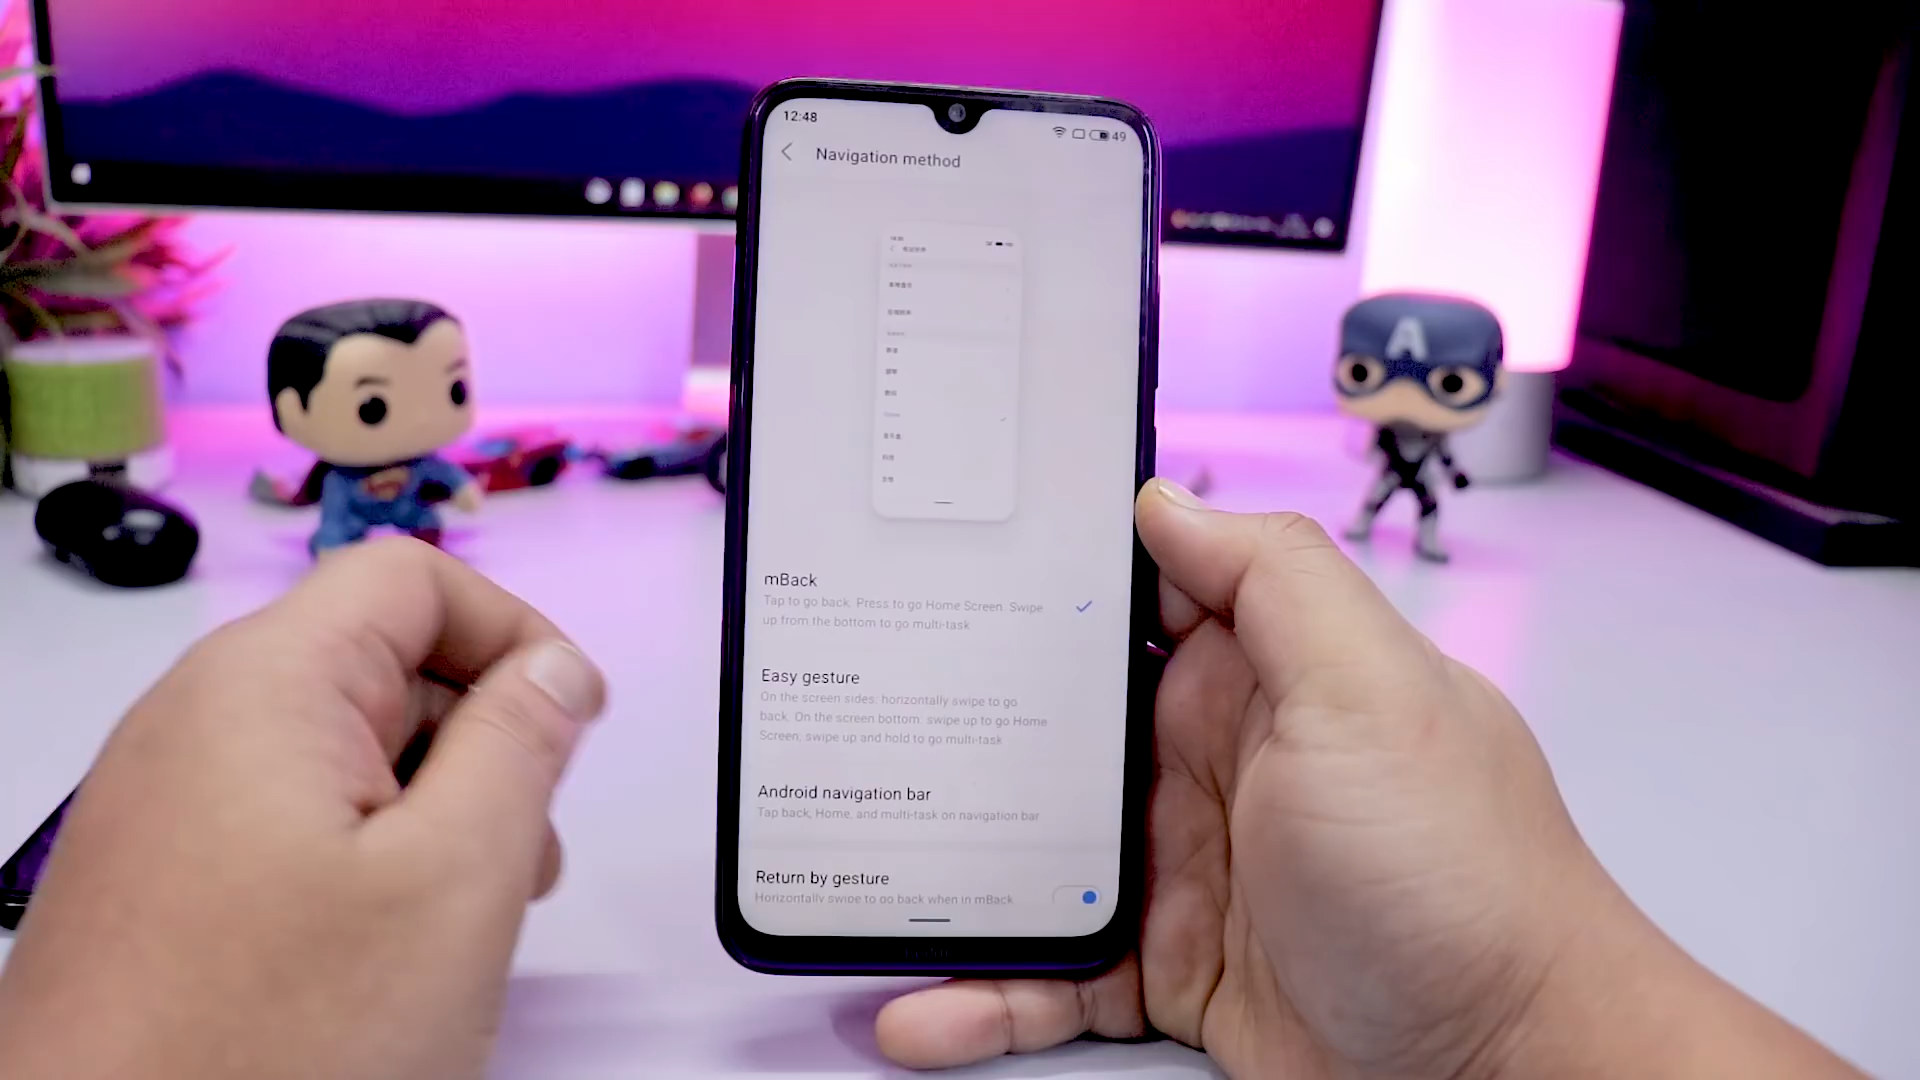 12:48
49
Navigation method
mBack
Tap to go back. Press to go Home Screen. Swipe
up from the bottom to go multi-task
Easy gesture
On the screen sides: horizontally swipe to go
back. On the screen bottom: swipe up to go Home
Screen; swipe up and hold to go multi-task
Android navigation bar
Tap back, Home, and multi-task on navigation bar
Return by gesture
Horizontally swipe to go back when in mBack
A